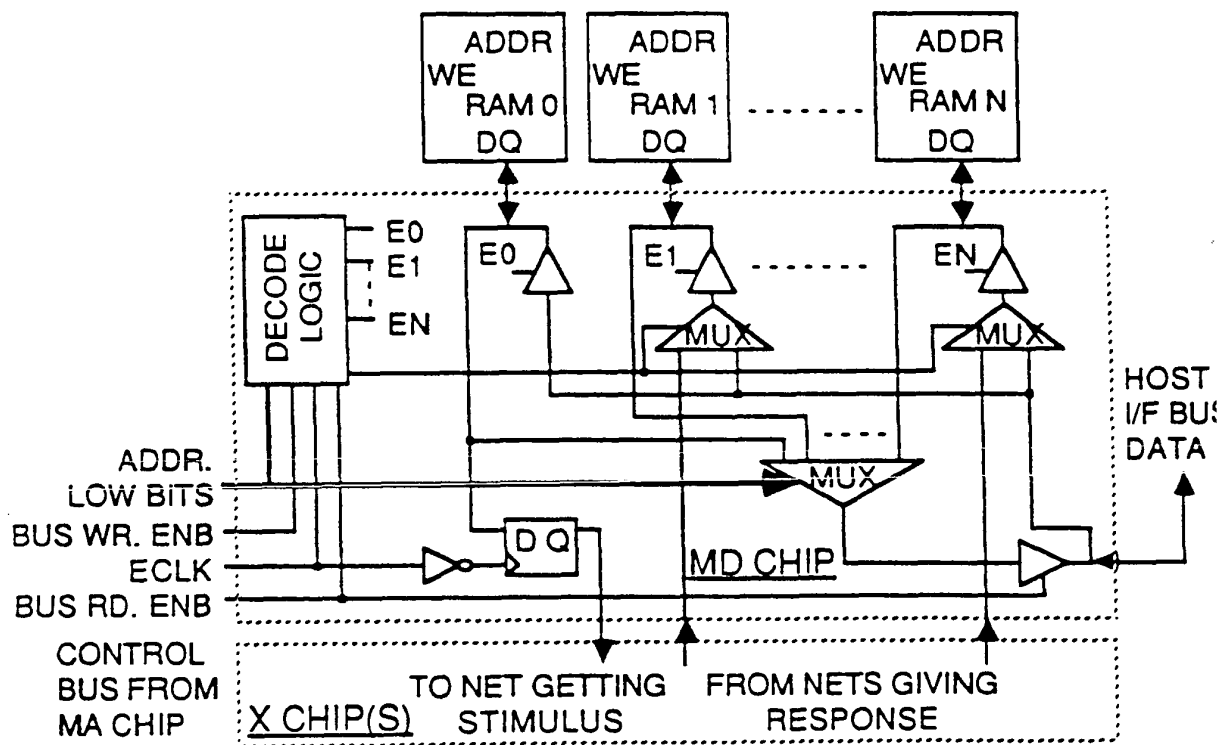 ADDR
WE
RAM 0
DQ
ADDR
WE
RAM 1
DQ
ADDR
WE
RAM N
DQ
DECODE
LOGIC
E0
E1
EN
E0
E1
EN
MUX
MUX
MUX
HOST
I/F BUS
DATA
ADDR.
LOW BITS
BUS WR. ENB
ECLK
BUS RD. ENB
D Q
MD CHIP
CONTROL
BUS FROM
MA CHIP
X CHIP(S)
TO NET GETTING
STIMULUS
FROM NETS GIVING
RESPONSE